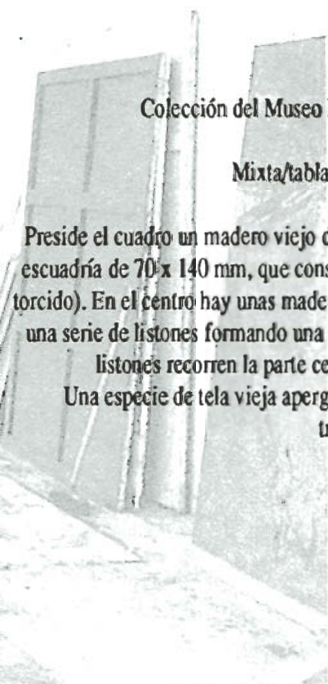 Colección del Museo
Mixta/tabla
Preside el cuadro un madero viejo
escuadría de 70 x 140 mm, que cons
torcido). En el centro hay unas made
una serie de listones formando una
listones recorren la parte ce
Una especie de tela vieja aperg